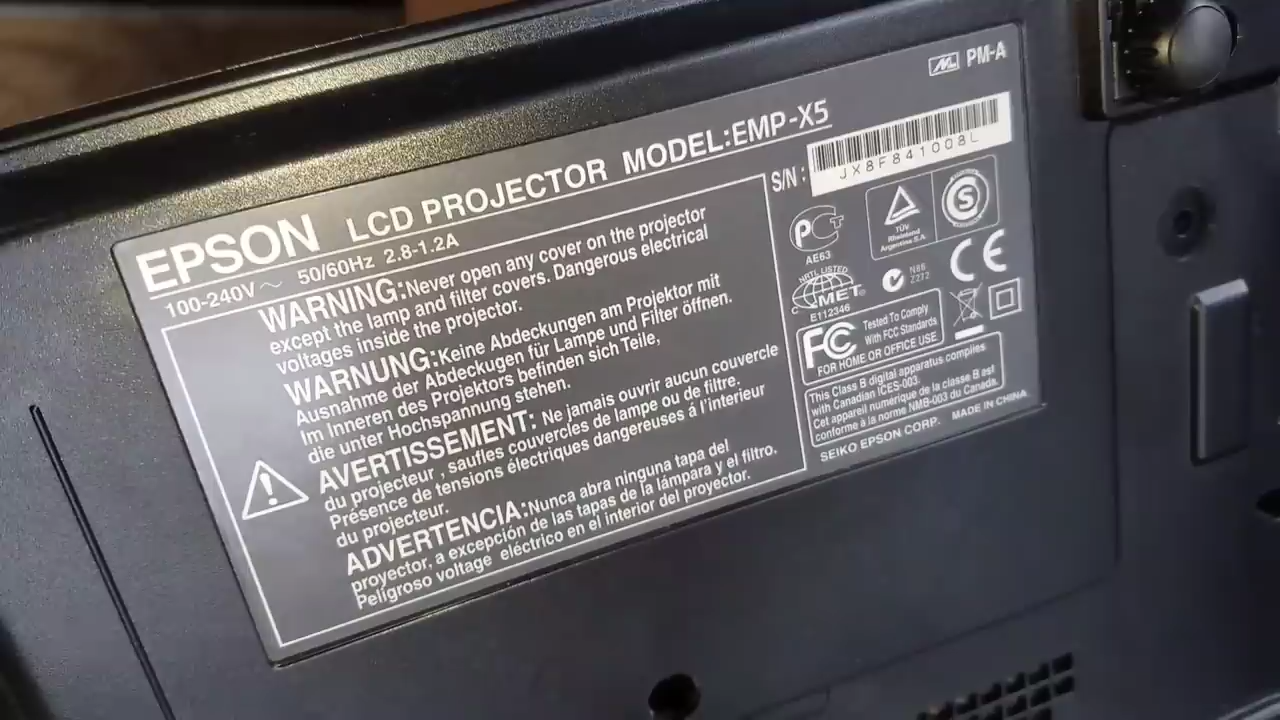 PM-A
EPSON LCD PROJECTOR MODEL:EMP-X5
100-240V ~ 50/60Hz 2.8-1.2A
S/N:
JX8F841008L
WARNING:Never open any cover on the projector
except the lamp and filter covers. Dangerous electrical
voltages inside the projector.
WARNUNG:Keine Abdeckungen am Projektor mit
Ausnahme der Abdeckugen für Lampe und Filter öffnen.
Im Inneren des Projektors befinden sich Teile,
die unter Hochspannung stehen.
AVERTISSEMENT: Ne jamais ouvrir aucun couvercle
du projecteur , saufles couvercles de lampe ou de filtre.
Présence de tensions électriques dangereuses á l'interieur
du projecteur.
ADVERTENCIA:Nunca abra ninguna tapa del
proyector, a excepción de las tapas de la lámpara y el filtro.
Pelígroso voltage eléctrico en el interior del proyector.
PCT
AE63
TÜV
Rheinland
Argentina S.A.
S
NRTL LISTED
MET
C
E112346
N86
Z272
CE
FC
Tested To Comply
With FCC Standards
FOR HOME OR OFFICE USE
This Class B digital apparatus complies
with Canadian ICES-003.
Cet appareil numérique de la classe B est
conforme à la norme NMB-003 du Canada.
SEIKO EPSON CORP. MADE IN CHINA